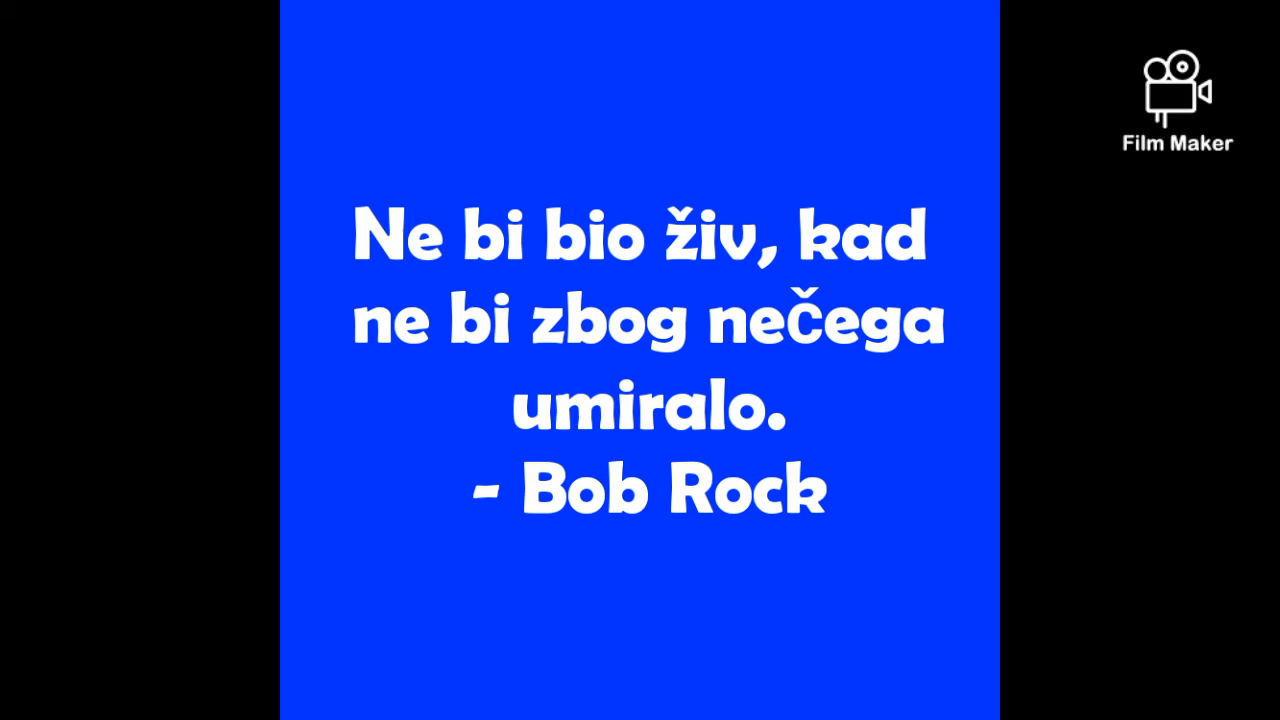 Film Maker
Ne bi bio živ, kad
ne bi zbog nečega
umiralo.
- Bob Rock